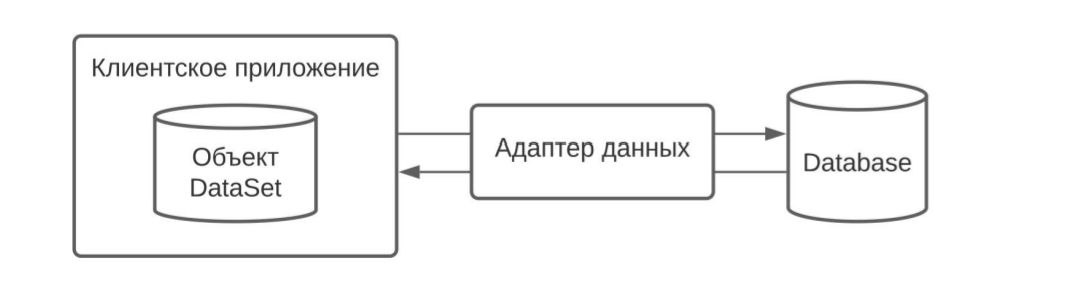 Клиентское приложение
Объект
DataSet
Адаптер данных
Database